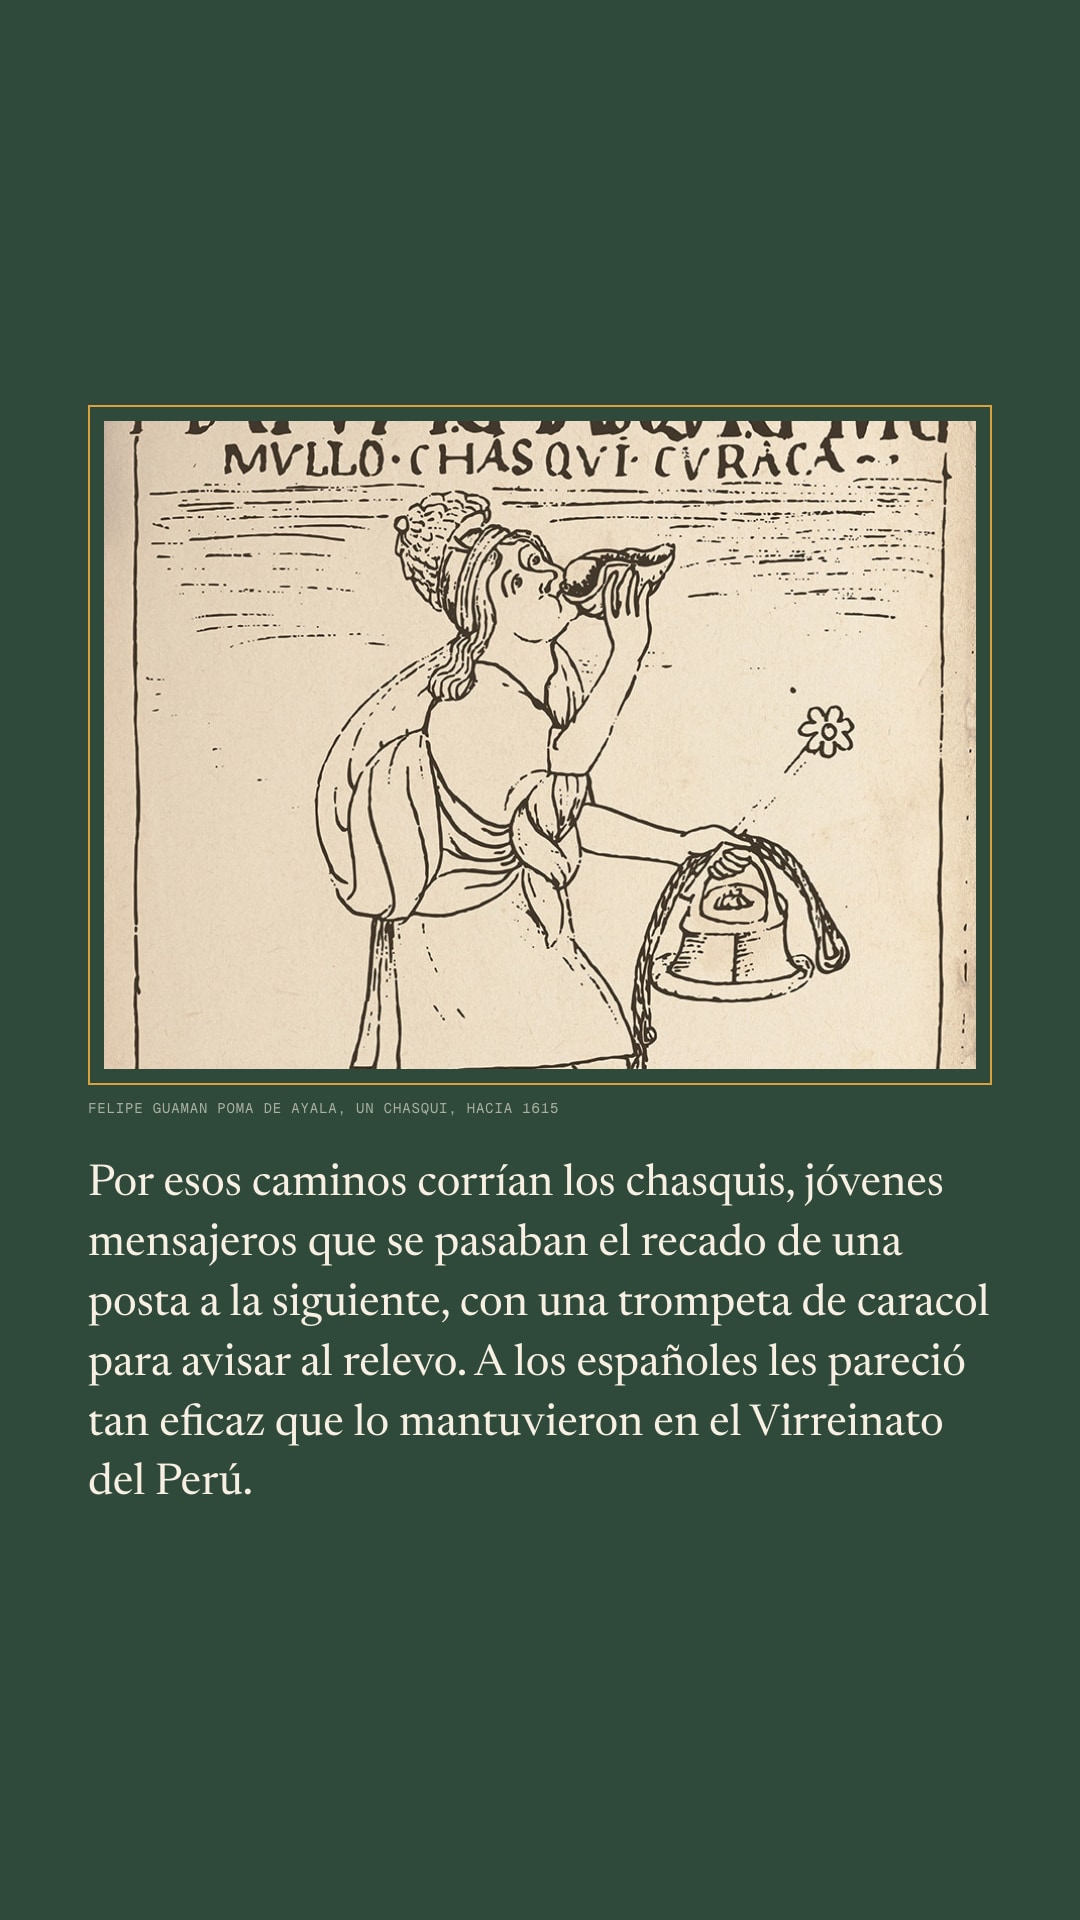 MVLLO·CHASQVI·CVRACA
FELIPE GUAMAN POMA DE AYALA, UN CHASQUI, HACIA 1615
Por esos caminos corrían los chasquis, jóvenes
mensajeros que se pasaban el recado de una
posta a la siguiente, con una trompeta de caracol
para avisar al relevo. A los españoles les pareció
tan eficaz que lo mantuvieron en el Virreinato
del Perú.